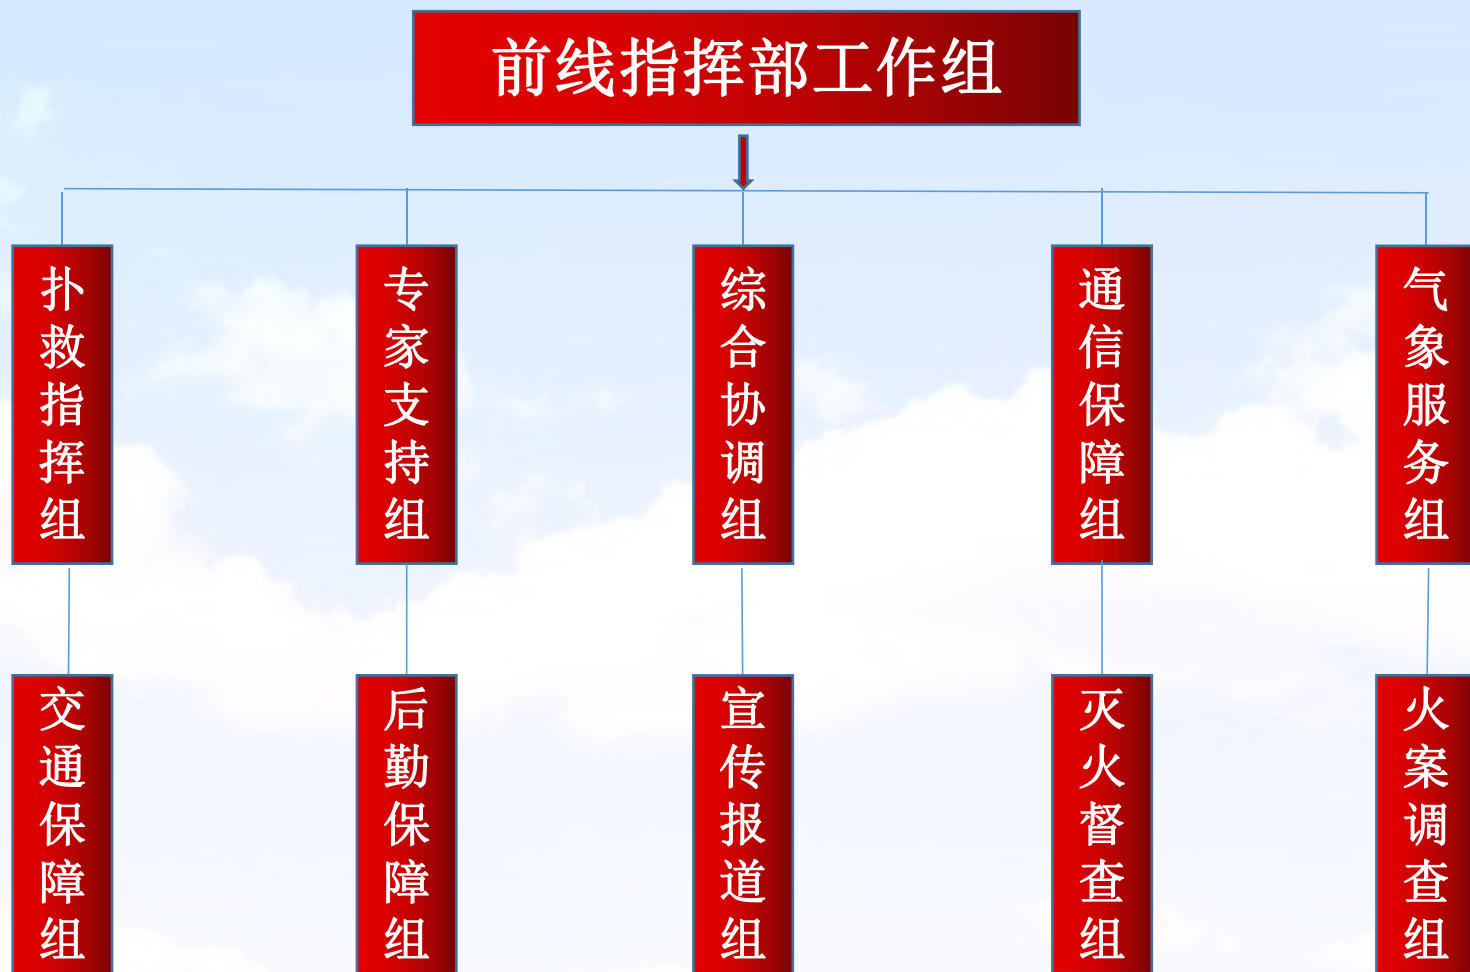 前线指挥部工作组
扑救指挥组
专家支持组
综合协调组
通信保障组
气象服务组
交通保障组
后勤保障组
宣传报道组
灭火督查组
火案调查组